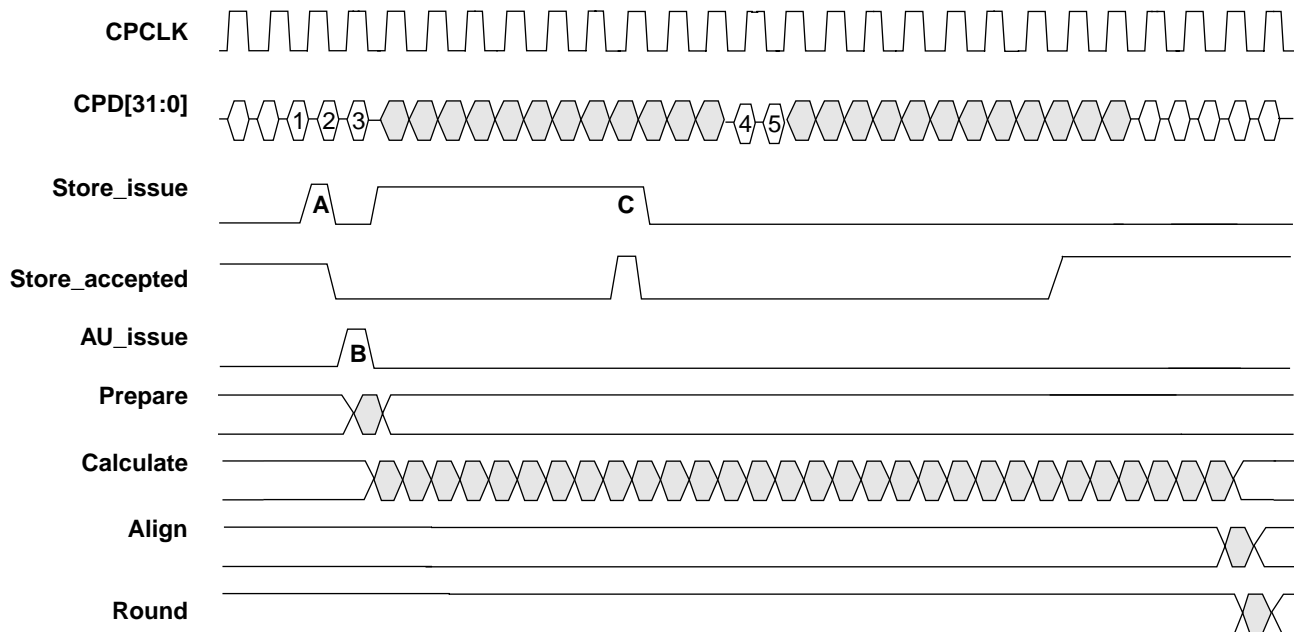 CPCLK
CPD[31:0] 1 2 3 4 5
Store_issue A C
Store_accepted
AU_issue B
Prepare
Calculate
Align
Round